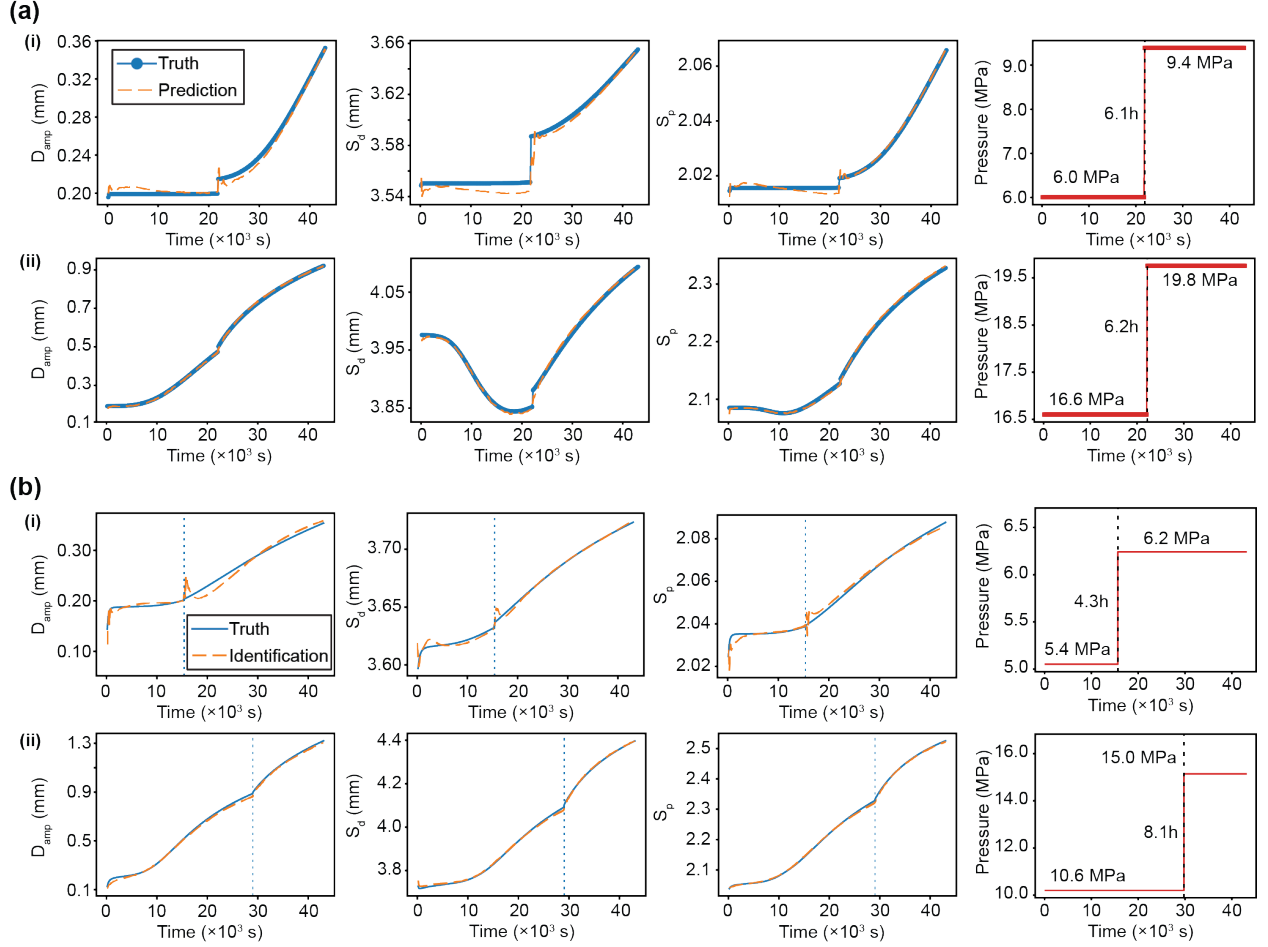 (a)
(i)
0.36
0.32
0.28
0.24
0.20
D_amp (mm)
Truth
Prediction
0 10 20 30 40
Time (×10³ s)
3.66
3.62
3.58
3.54
S_d (mm)
0 10 20 30 40
Time (×10³ s)
2.06
2.04
2.02
S_p
0 10 20 30 40
Time (×10³ s)
9.0
8.0
7.0
6.0
Pressure (MPa)
9.4 MPa
6.1h
6.0 MPa
0 10 20 30 40
Time (×10³ s)
(ii)
0.9
0.7
0.5
0.3
0.1
D_amp (mm)
0 10 20 30 40
Time (×10³ s)
4.05
3.95
3.85
S_d (mm)
0 10 20 30 40
Time (×10³ s)
2.3
2.2
2.1
S_p
0 10 20 30 40
Time (×10³ s)
19.5
18.5
17.5
16.5
Pressure (MPa)
19.8 MPa
6.2h
16.6 MPa
0 10 20 30 40
Time (×10³ s)
(b)
(i)
0.30
0.20
0.10
D_amp (mm)
Truth
Identification
0 10 20 30 40
Time (×10³ s)
3.70
3.65
3.60
S_d (mm)
0 10 20 30 40
Time (×10³ s)
2.08
2.06
2.04
2.02
S_p
0 10 20 30 40
Time (×10³ s)
6.5
6.0
5.5
5.0
Pressure (MPa)
6.2 MPa
4.3h
5.4 MPa
0 10 20 30 40
Time (×10³ s)
(ii)
1.3
0.9
0.5
0.1
D_amp (mm)
0 10 20 30 40
Time (×10³ s)
4.4
4.2
4.0
3.8
S_d (mm)
0 10 20 30 40
Time (×10³ s)
2.5
2.4
2.3
2.2
2.1
S_p
0 10 20 30 40
Time (×10³ s)
16.0
14.0
12.0
10.0
Pressure (MPa)
15.0 MPa
8.1h
10.6 MPa
0 10 20 30 40
Time (×10³ s)